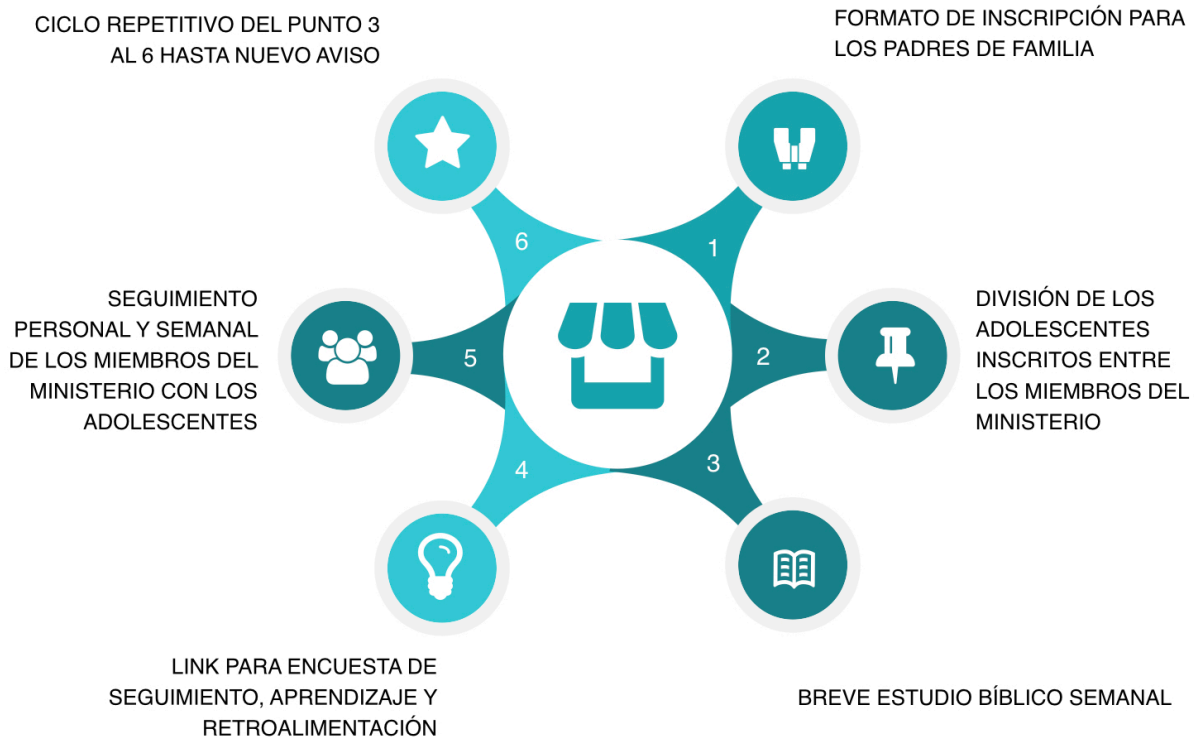 FORMATO DE INSCRIPCIÓN PARA
LOS PADRES DE FAMILIA
1
DIVISIÓN DE LOS
ADOLESCENTES
INSCRITOS ENTRE
LOS MIEMBROS DEL
MINISTERIO
2
BREVE ESTUDIO BÍBLICO SEMANAL
3
LINK PARA ENCUESTA DE
SEGUIMIENTO, APRENDIZAJE Y
RETROALIMENTACIÓN
4
SEGUIMIENTO
PERSONAL Y SEMANAL
DE LOS MIEMBROS DEL
MINISTERIO CON LOS
ADOLESCENTES
5
CICLO REPETITIVO DEL PUNTO 3
AL 6 HASTA NUEVO AVISO
6